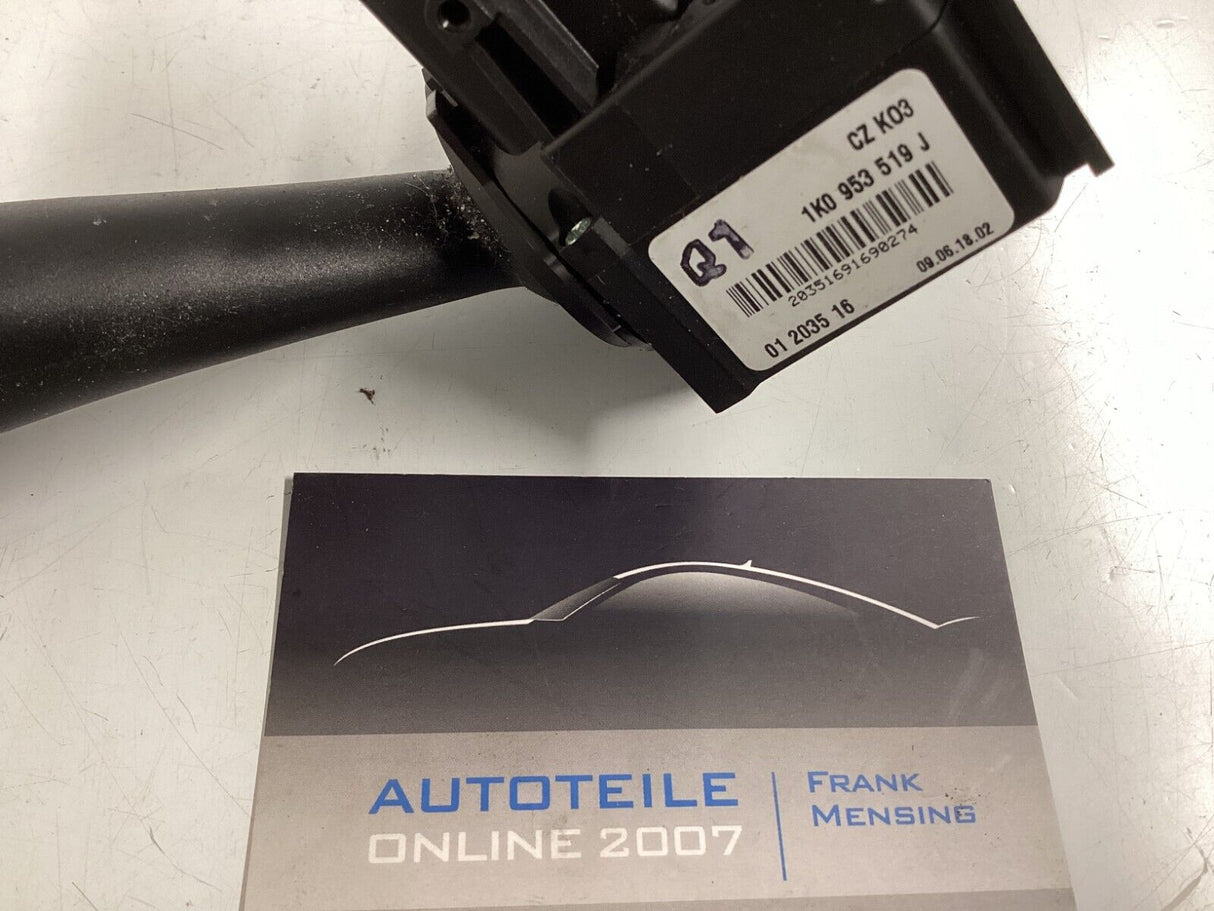 CZ K03
1K0 953 519 J
Q1
20351691690274
01 2035 16
09.06.18.02
AUTOTEILE
ONLINE 2007
FRANK
MENSING